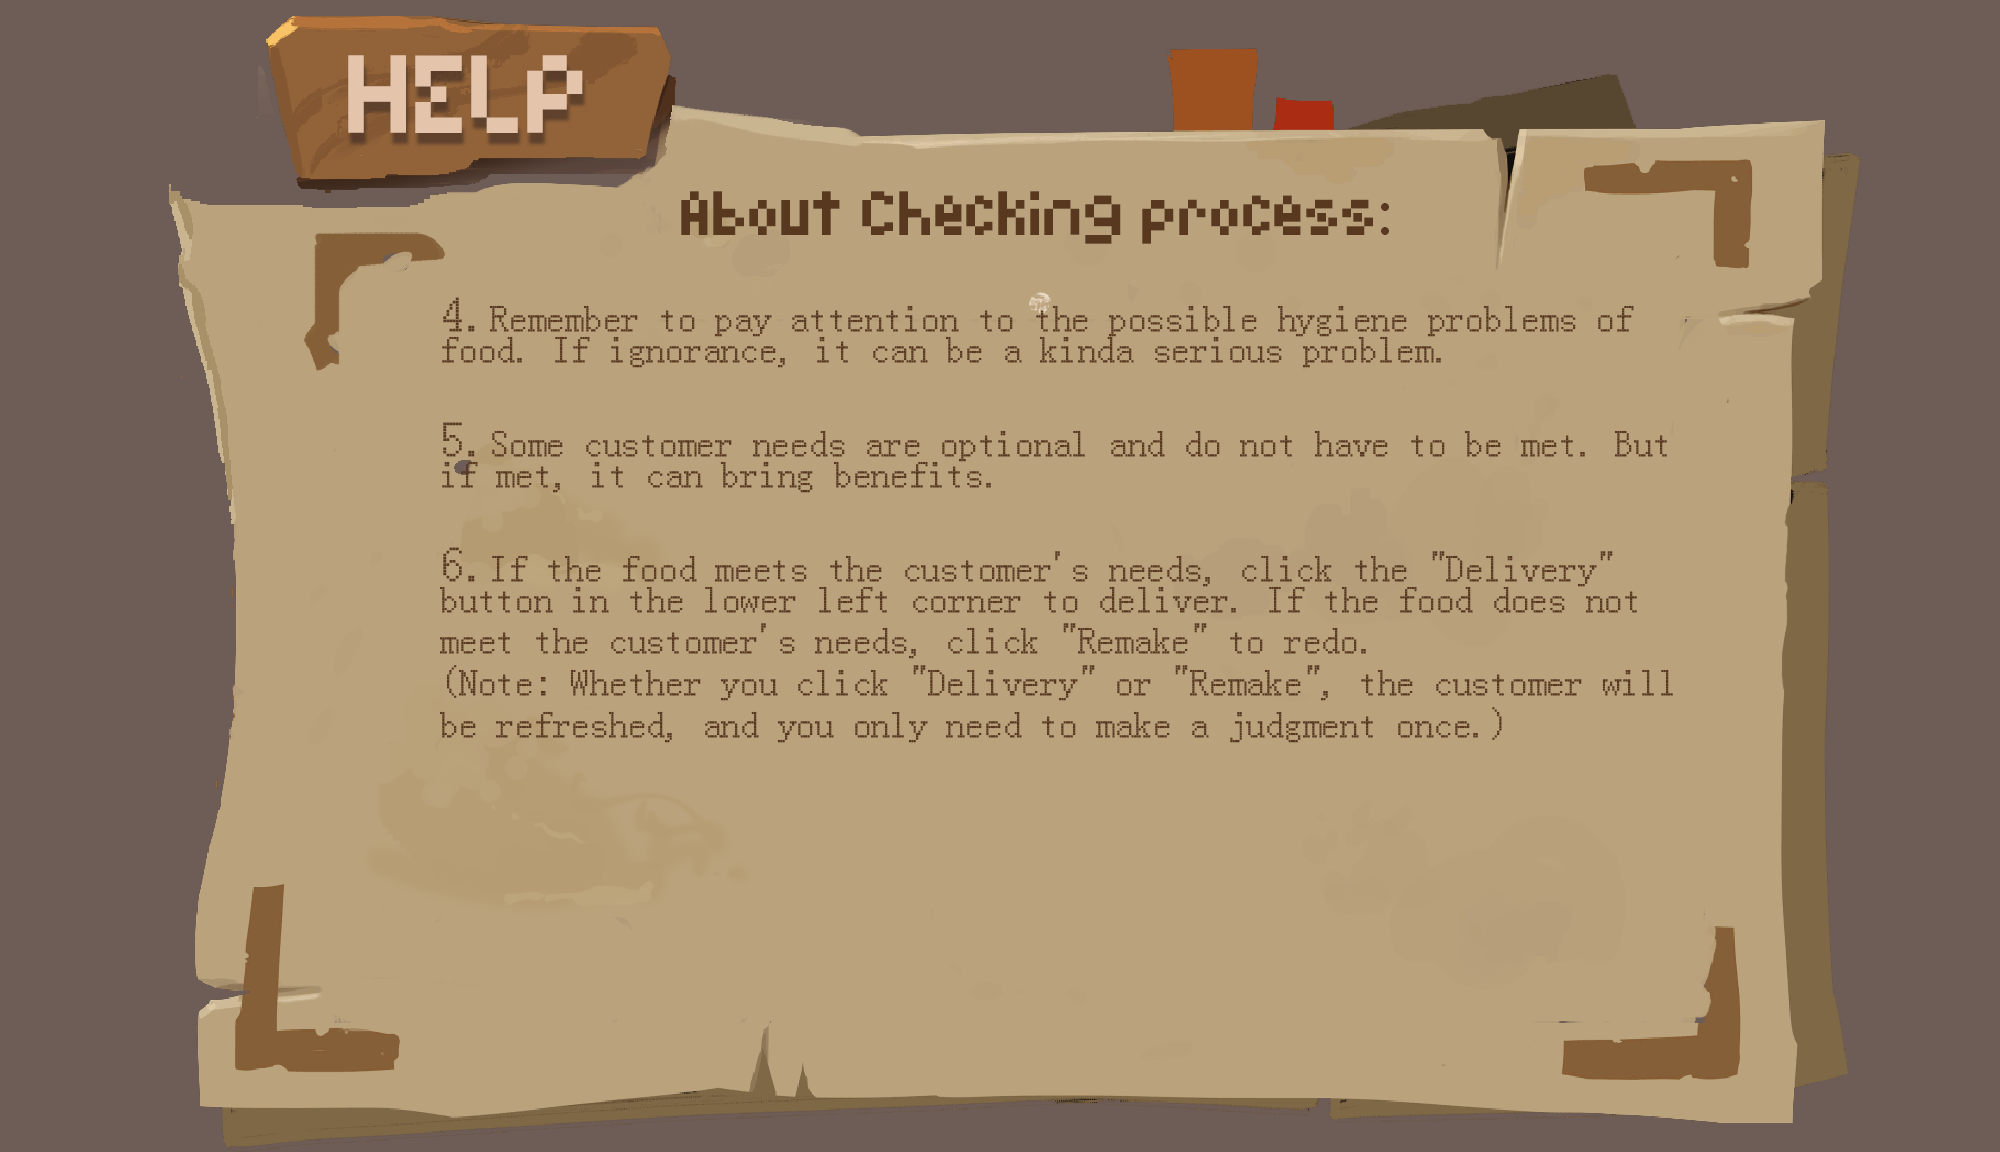 HELP
About Checking process:
4. Remember to pay attention to the possible hygiene problems of
food. If ignorance, it can be a kinda serious problem.
5. Some customer needs are optional and do not have to be met. But
if met, it can bring benefits.
6. If the food meets the customer's needs, click the "Delivery"
button in the lower left corner to deliver. If the food does not
meet the customer's needs, click "Remake" to redo.
(Note: Whether you click "Delivery" or "Remake", the customer will
be refreshed, and you only need to make a judgment once.)